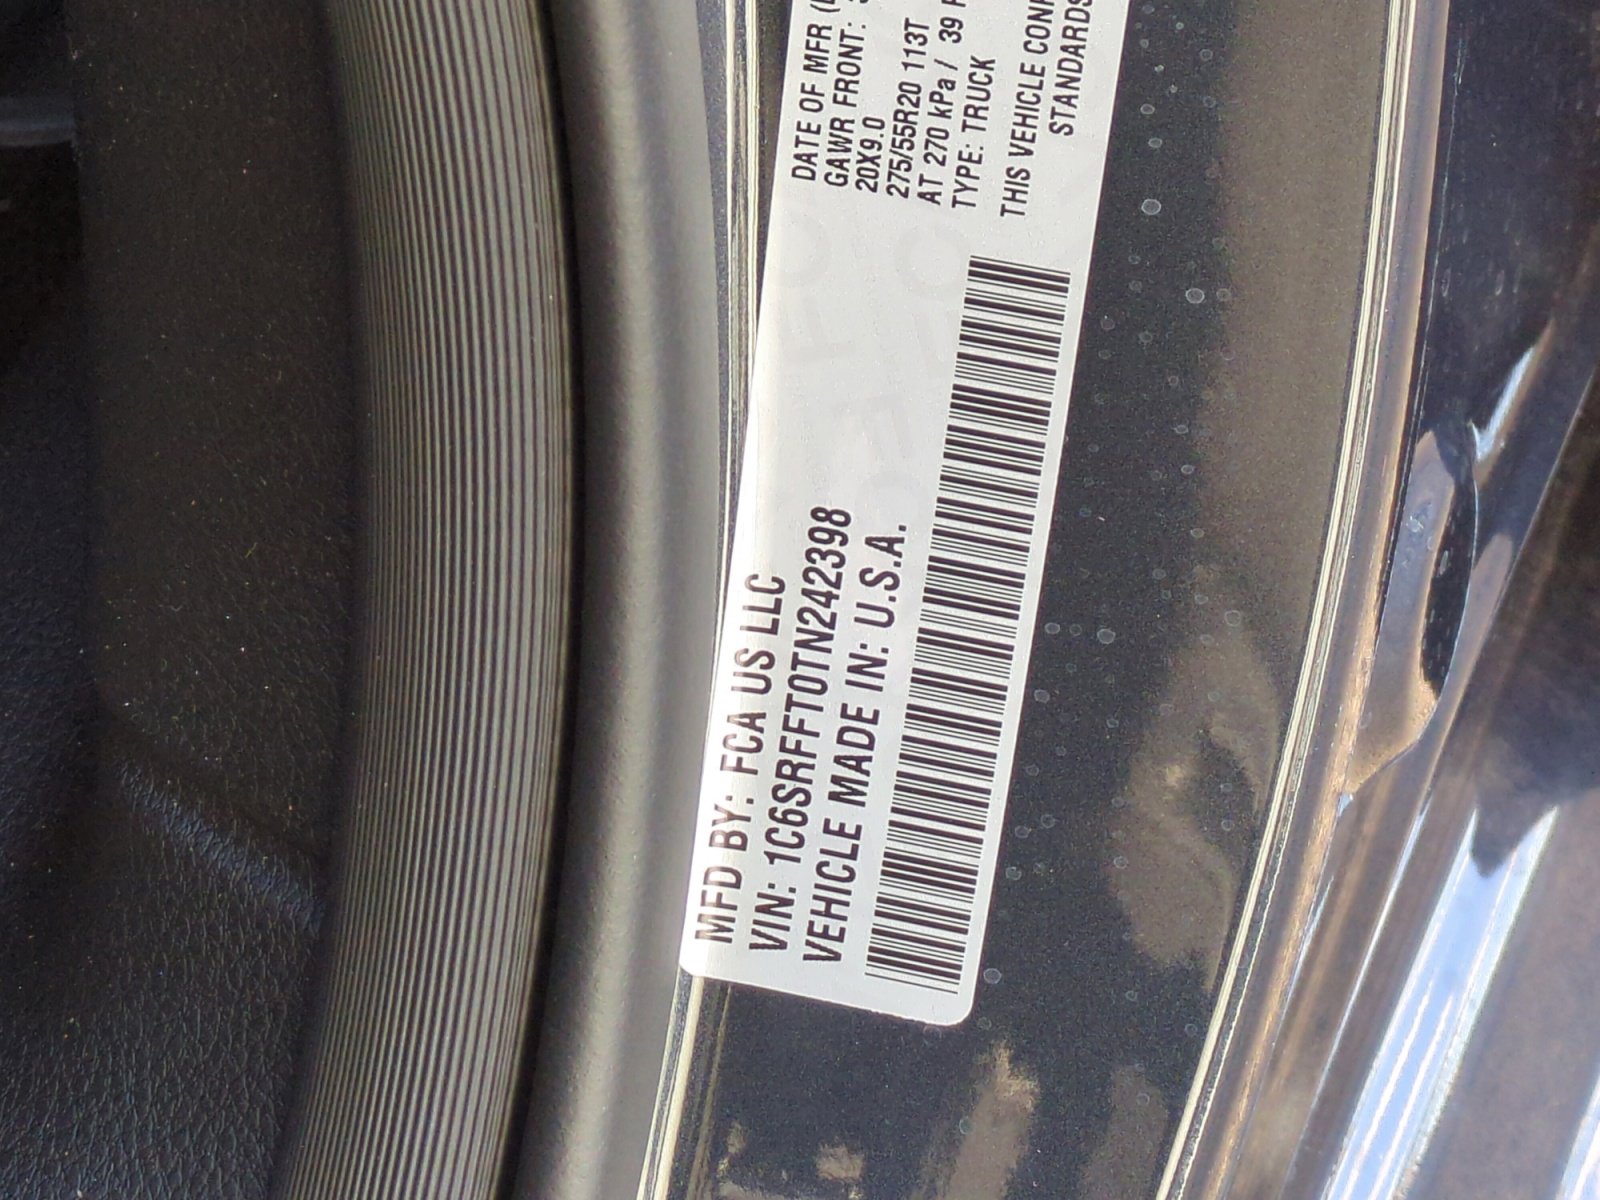 MFD BY: FCA US LLC
VIN: 1C6SRFFT0TN242398
VEHICLE MADE IN: U.S.A.
DATE OF MFR
GAWR FRONT:
20X9.0
275/55R20 113T
AT 270 kPa / 39
TYPE: TRUCK
THIS VEHICLE
STANDARDS